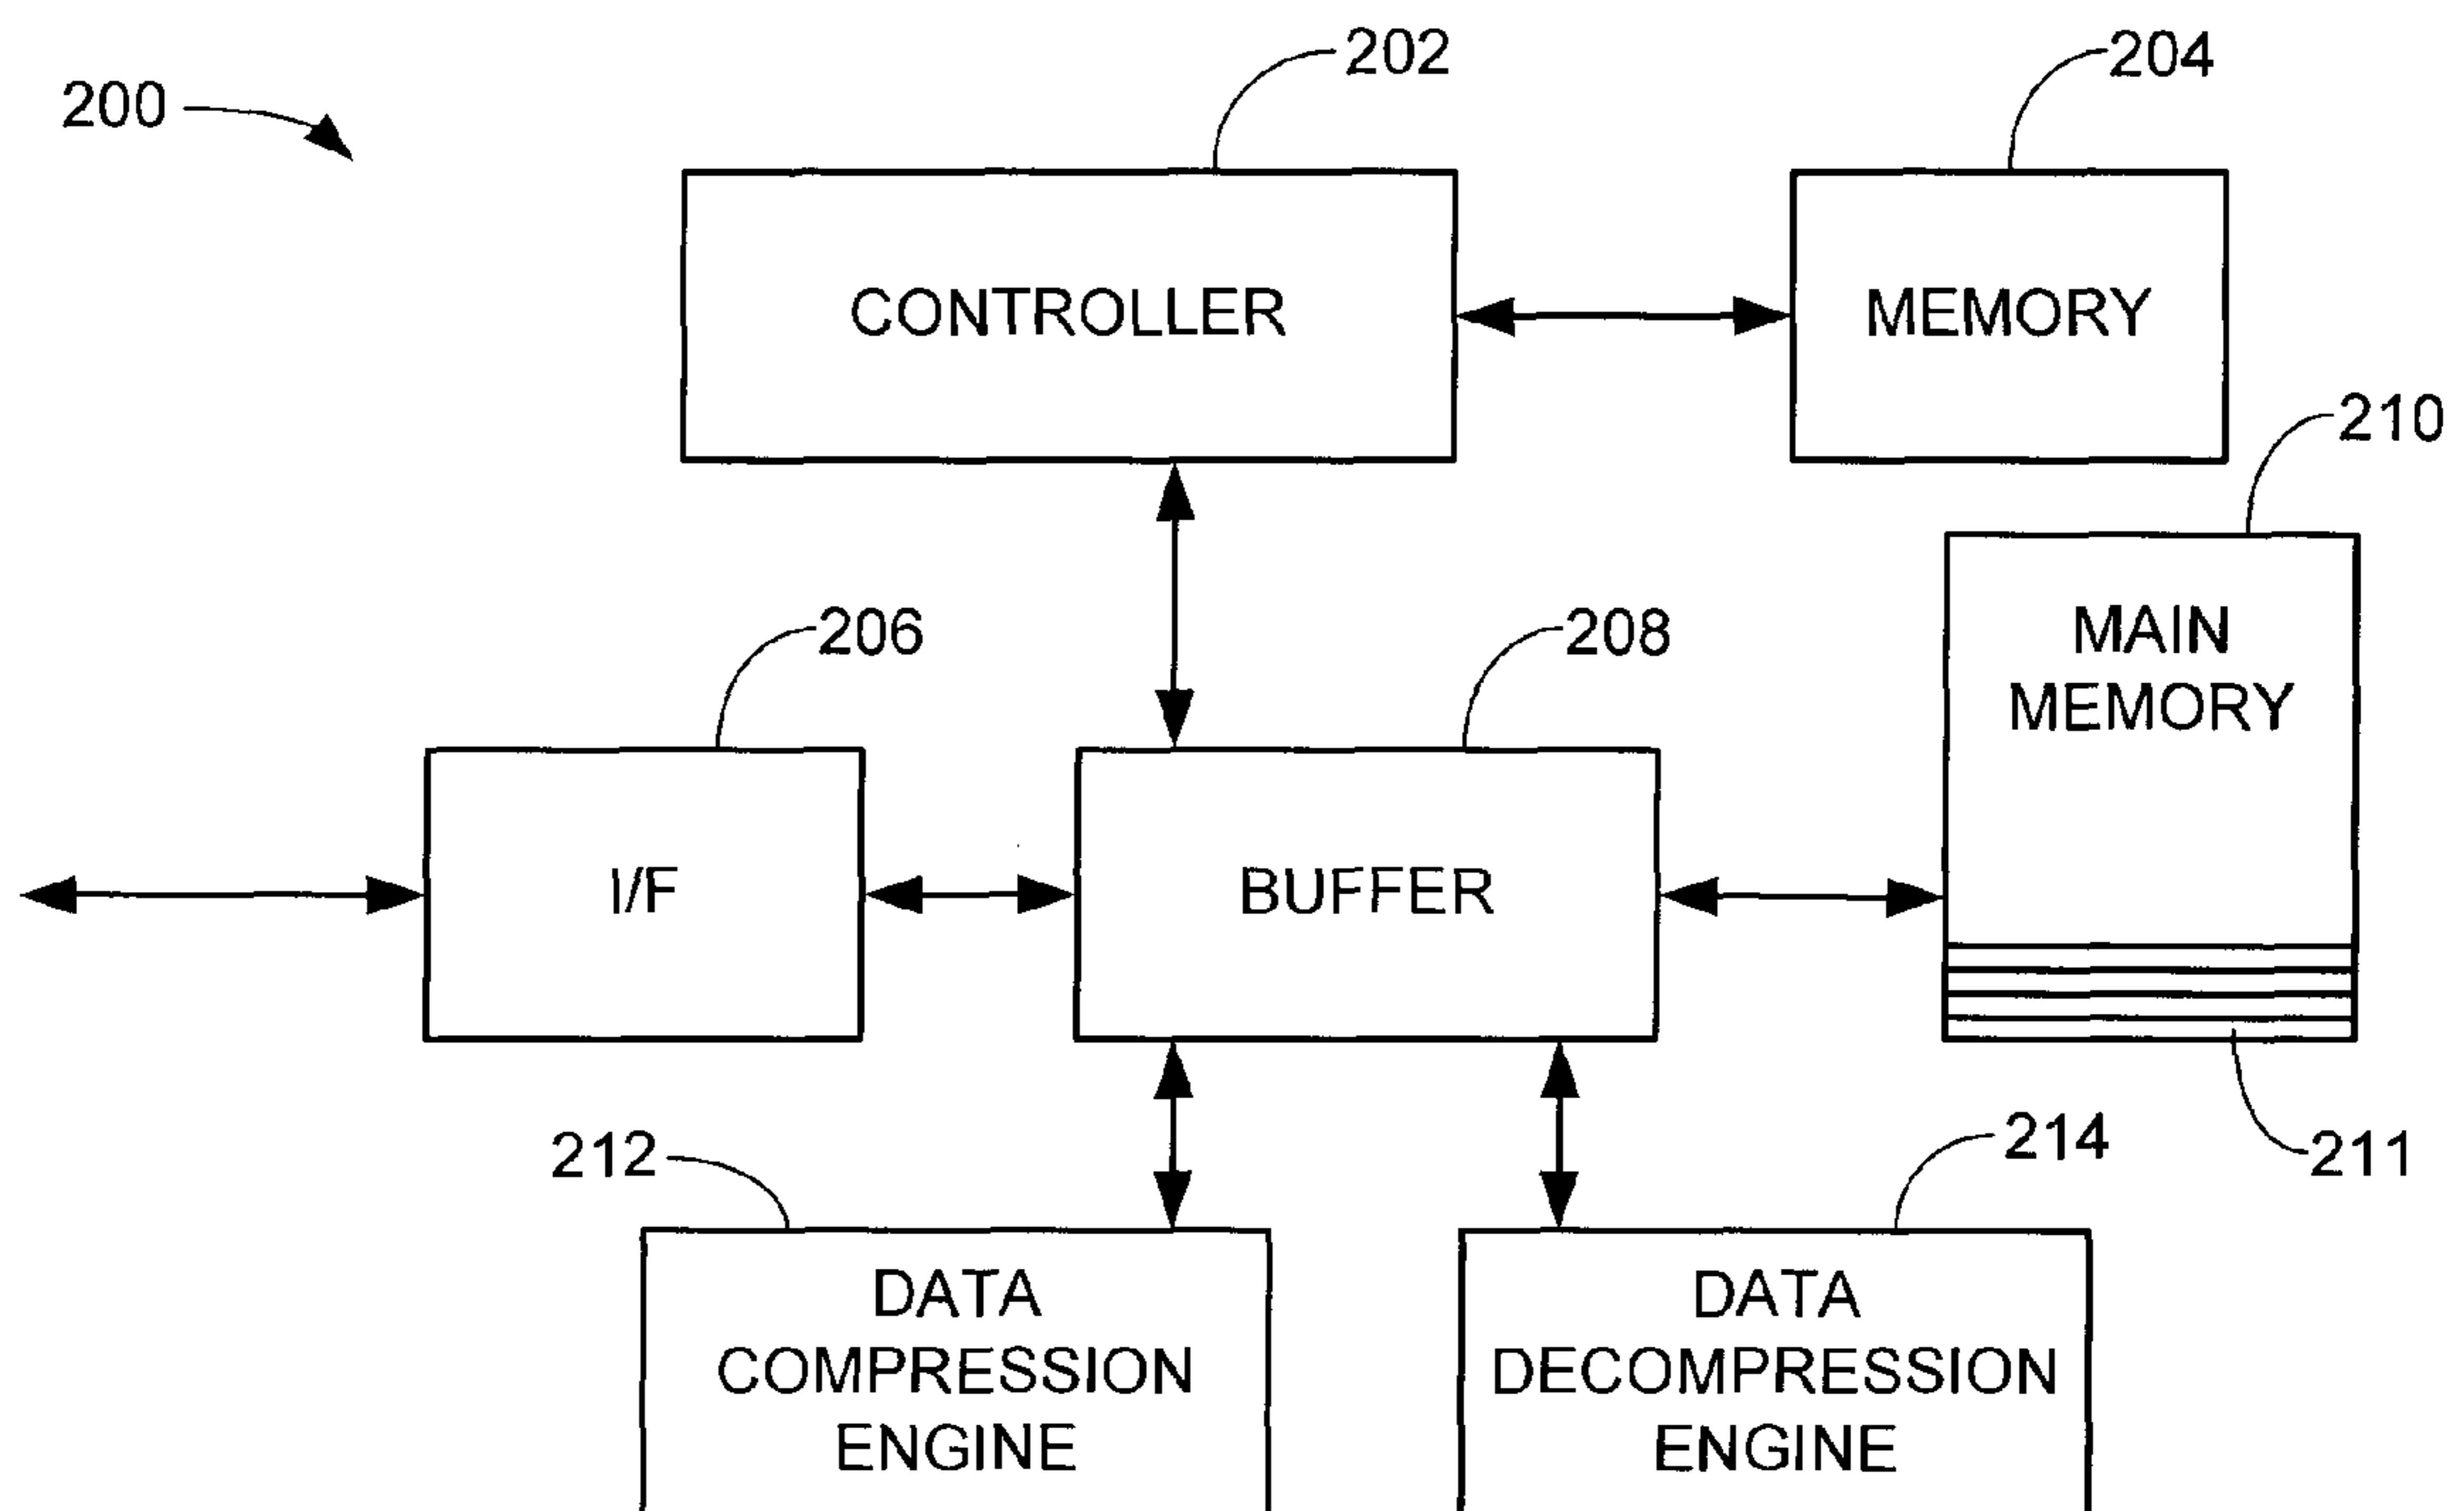 202
204
200
CONTROLLER
MEMORY
210
206
208
MAIN
MEMORY
I/F
BUFFER
212
214
211
DATA
COMPRESSION
ENGINE
DATA
DECOMPRESSION
ENGINE